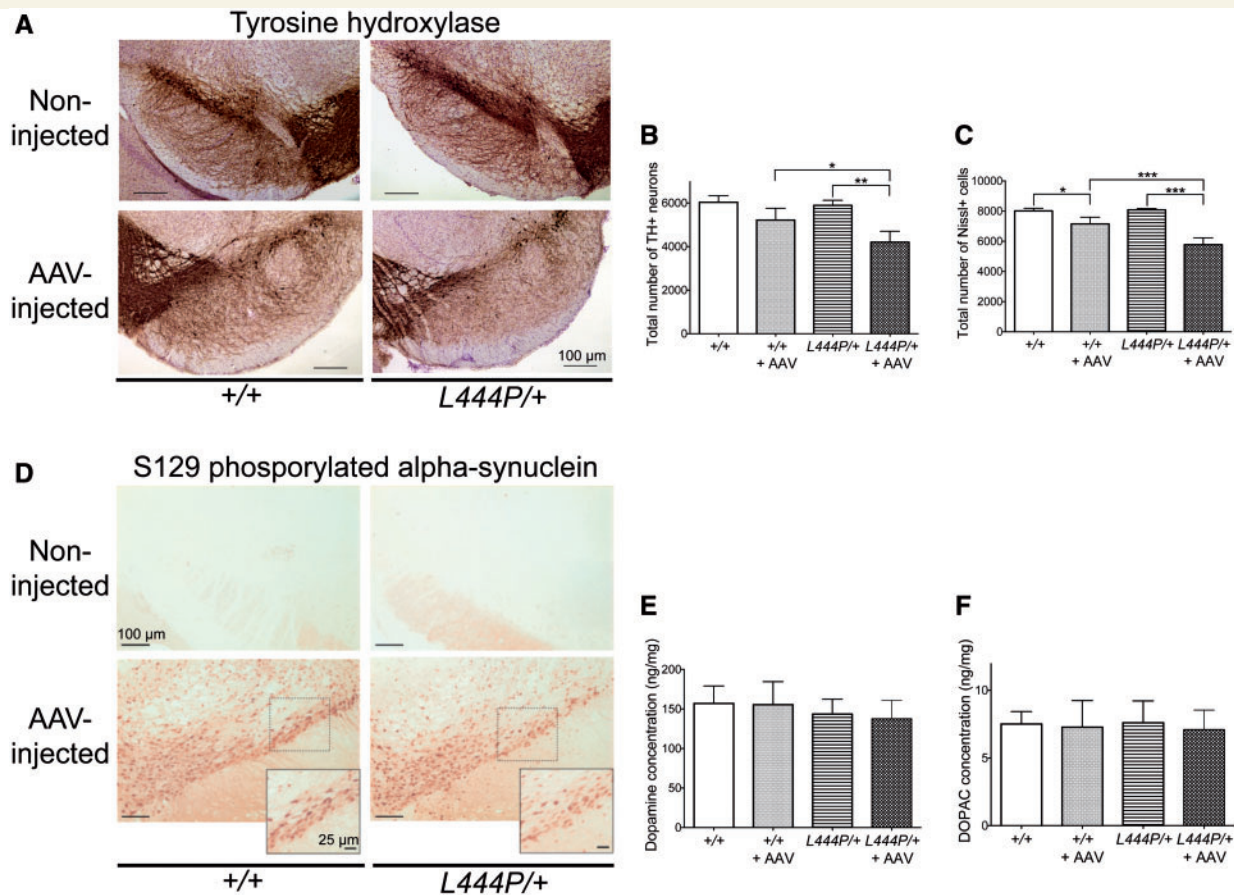 A
Tyrosine hydroxylase
Non-
injected
AAV-
injected
100 µm
+/+
L444P/+
B
Total number of TH+ neurons
6000
4000
2000
0
*
**
+/+
+/+
+ AAV
L444P/+
L444P/+
+ AAV
C
Total number of Nissl+ cells
10000
8000
6000
4000
2000
0
*
***
***
+/+
+/+
+ AAV
L444P/+
L444P/+
+ AAV
D
S129 phosporylated alpha-synuclein
Non-
injected
100 µm
AAV-
injected
25 µm
+/+
L444P/+
E
Dopamine concentration (ng/mg)
200
150
100
50
0
+/+
+/+
+ AAV
L444P/+
L444P/+
+ AAV
F
DOPAC concentration (ng/mg)
10
5
0
+/+
+/+
+ AAV
L444P/+
L444P/+
+ AAV